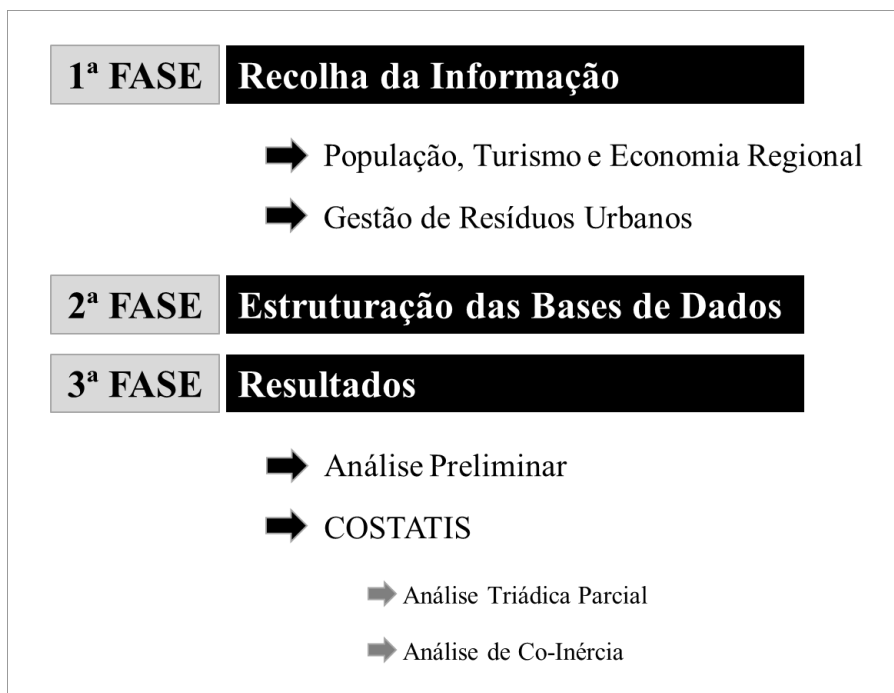 1ª FASE Recolha da Informação
População, Turismo e Economia Regional
Gestão de Resíduos Urbanos
2ª FASE Estruturação das Bases de Dados
3ª FASE Resultados
Análise Preliminar
COSTATIS
Análise Triádica Parcial
Análise de Co-Inércia